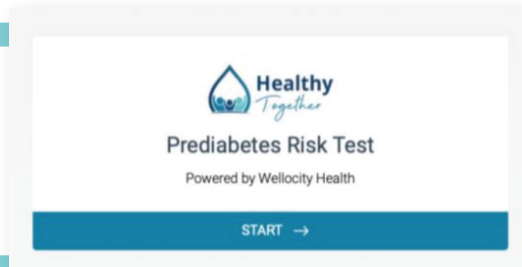 Healthy
Together
Prediabetes Risk Test
Powered by Wellocity Health
START →